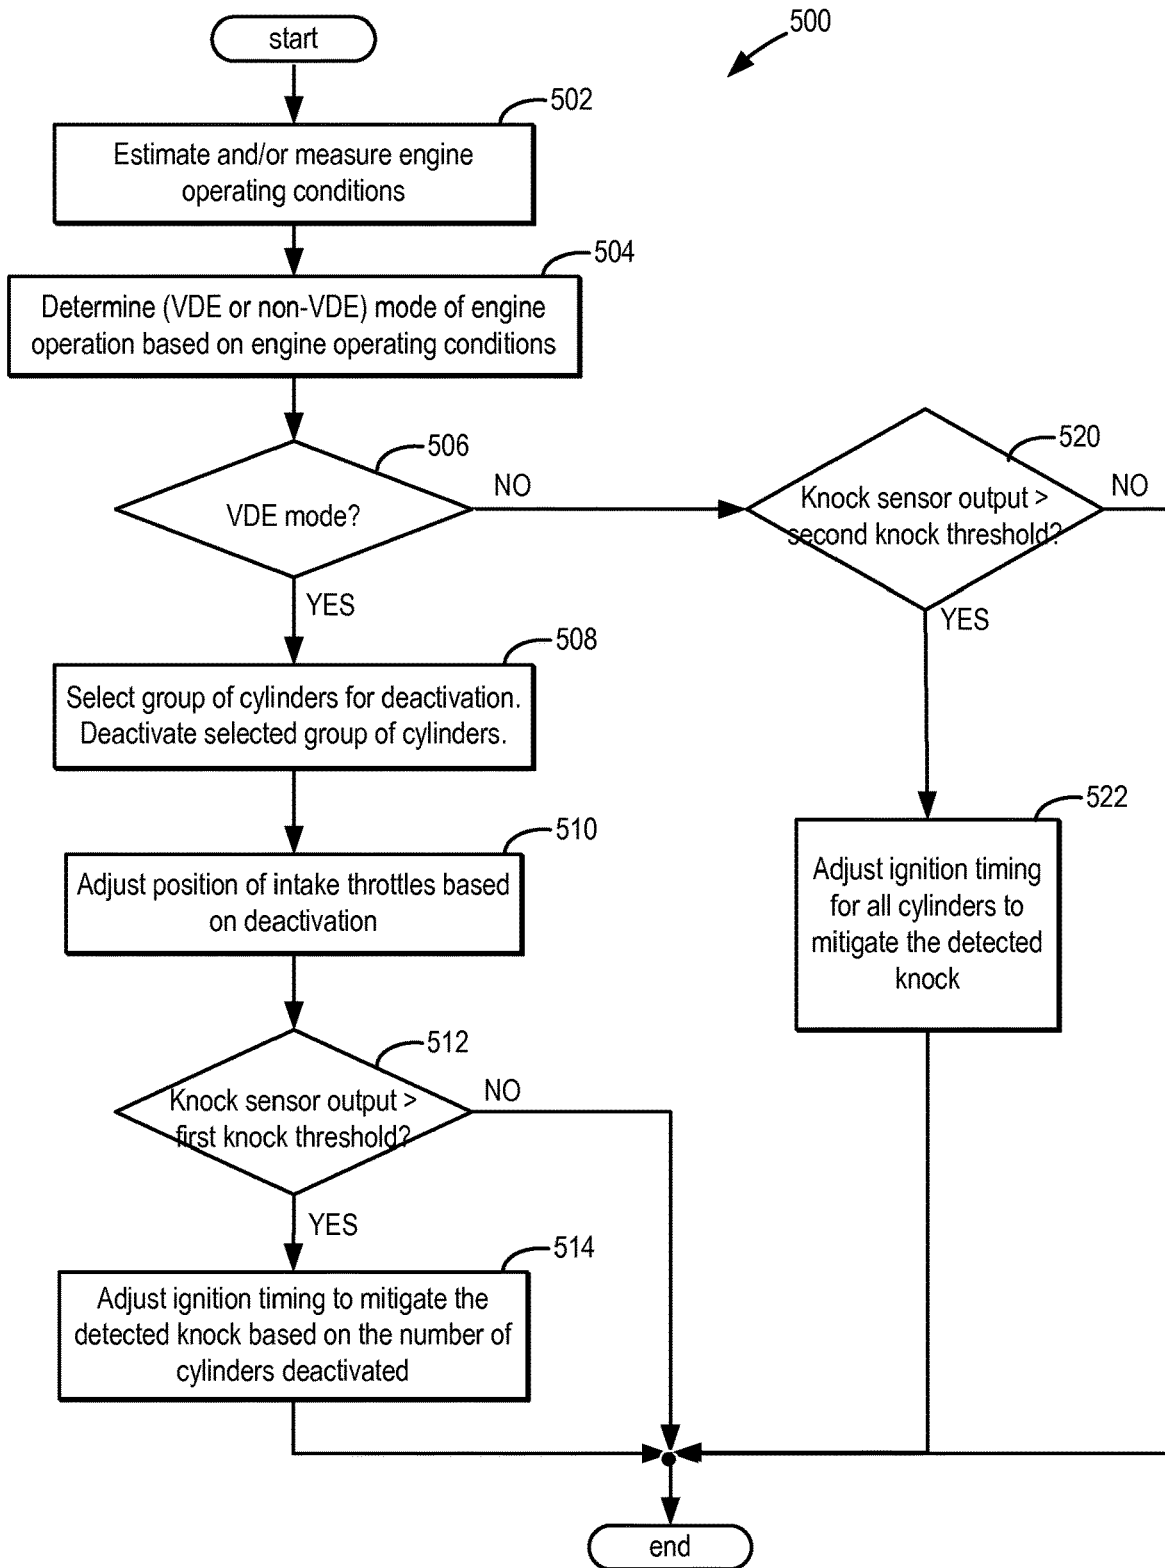 500
start
502
Estimate and/or measure engine
operating conditions
504
Determine (VDE or non-VDE) mode of engine
operation based on engine operating conditions
506
VDE mode?
NO
YES
520
Knock sensor output >
second knock threshold?
NO
YES
508
Select group of cylinders for deactivation.
Deactivate selected group of cylinders.
510
Adjust position of intake throttles based
on deactivation
522
Adjust ignition timing
for all cylinders to
mitigate the detected
knock
512
Knock sensor output >
first knock threshold?
NO
YES
514
Adjust ignition timing to mitigate the
detected knock based on the number of
cylinders deactivated
end